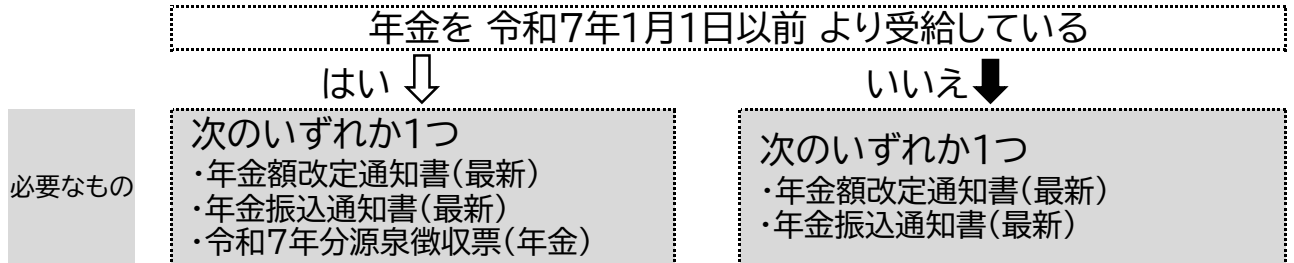 年金を 令和7年1月1日以前 より受給している
はい
いいえ
必要なもの
次のいずれか1つ
・年金額改定通知書(最新)
・年金振込通知書(最新)
・令和7年分源泉徴収票(年金)
次のいずれか1つ
・年金額改定通知書(最新)
・年金振込通知書(最新)